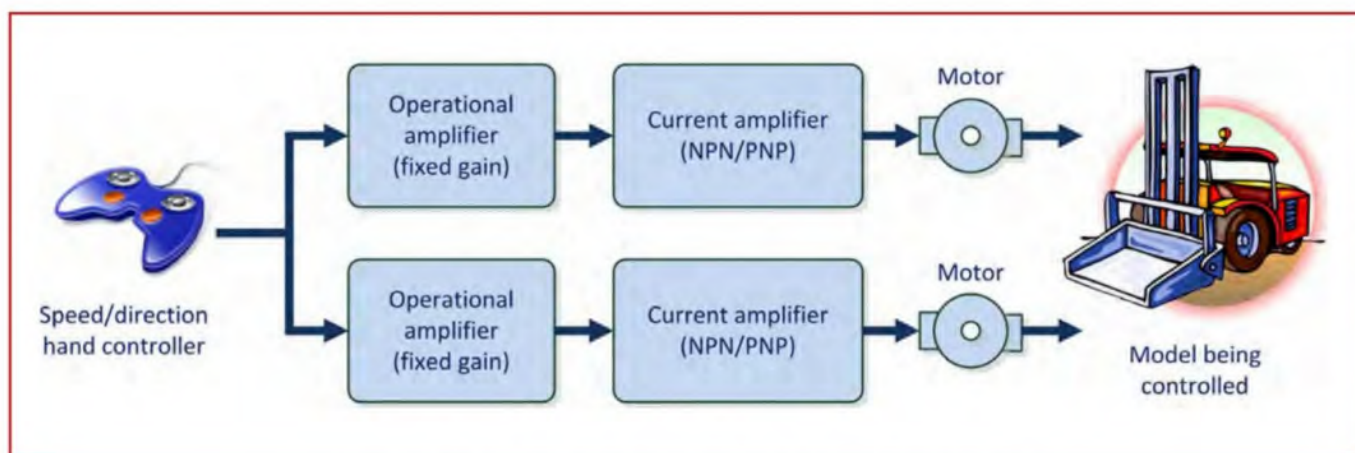 Speed/direction
hand controller
Operational
amplifier
(fixed gain)
Current amplifier
(NPN/PNP)
Motor
Operational
amplifier
(fixed gain)
Current amplifier
(NPN/PNP)
Motor
Model being
controlled